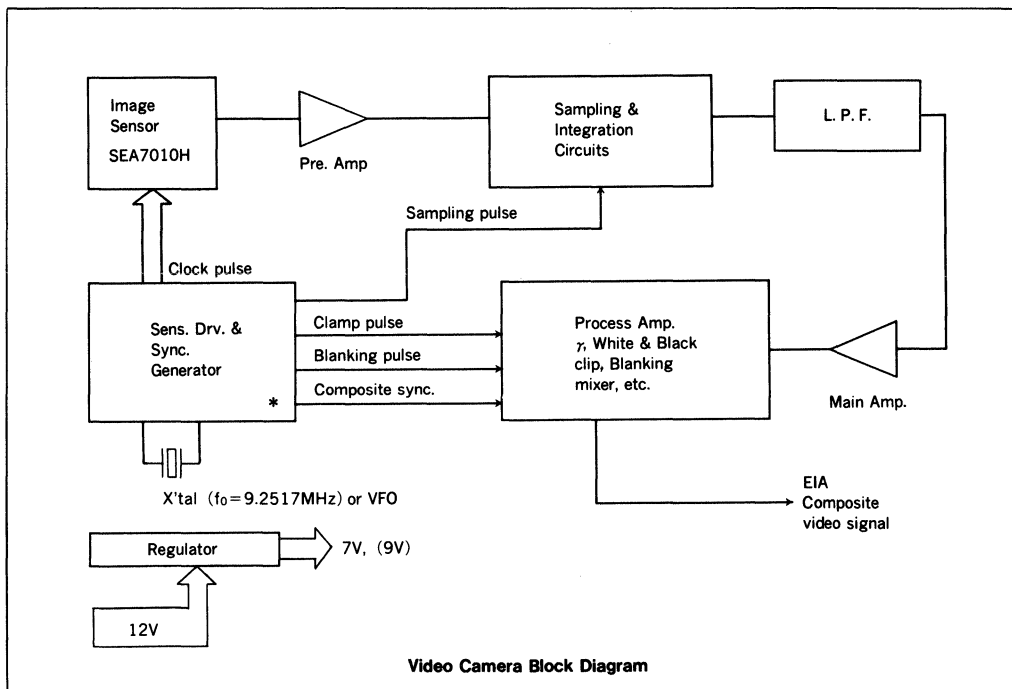 Image
Sensor
SEA7010H
Pre. Amp
Sampling &
Integration
Circuits
L. P. F.
Sampling pulse
Clock pulse
Sens. Drv. &
Sync.
Generator
*
Clamp pulse
Blanking pulse
Composite sync.
Process Amp.
γ, White & Black
clip, Blanking
mixer, etc.
Main Amp.
X'tal (f₀=9.2517MHz) or VFO
EIA
Composite
video signal
Regulator
7V, (9V)
12V
Video Camera Block Diagram